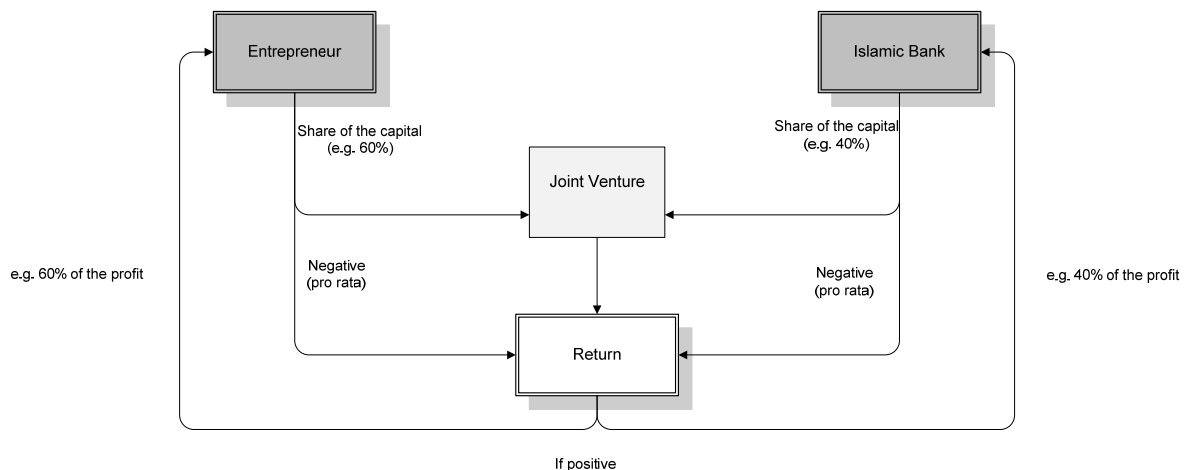 Entrepreneur
Islamic Bank
Share of the capital
(e.g. 60%)
Share of the capital
(e.g. 40%)
Joint Venture
Negative
(pro rata)
Negative
(pro rata)
e.g. 60% of the profit
e.g. 40% of the profit
Return
If positive